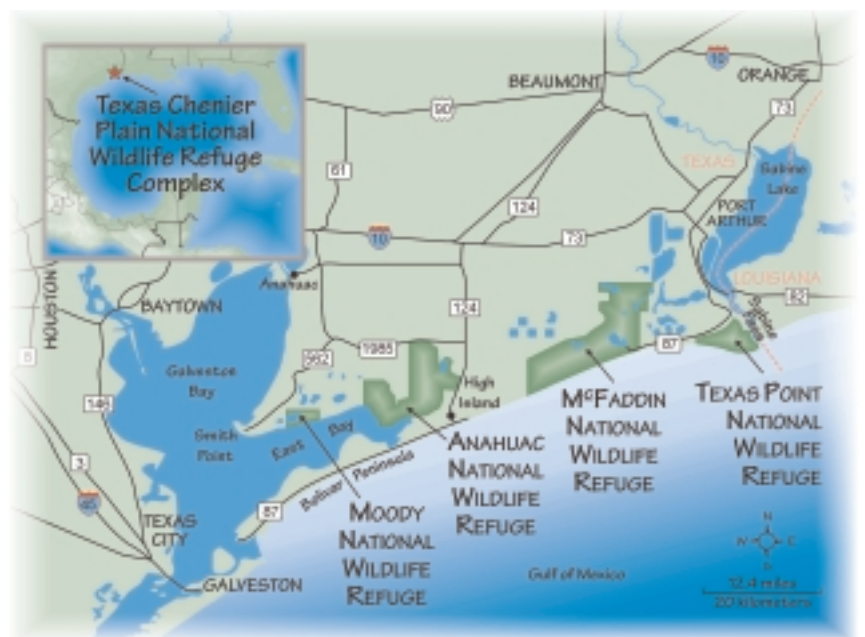 Texas Chenier
Plain National
Wildlife Refuge
Complex
BEAUMONT
10
ORANGE
90
73
61
TEXAS
Sabine
Lake
124
PORT
ARTHUR
10
73
Anahuac
LOUISIANA
HOUSTON
BAYTOWN
124
82
Sabine
Pass
8
562
1985
87
Galveston
Bay
High
Island
146
MCFADDIN
NATIONAL
WILDLIFE
REFUGE
TEXAS POINT
NATIONAL
WILDLIFE
REFUGE
Smith
Point
East Bay
ANAHUAC
NATIONAL
WILDLIFE
REFUGE
3
Bolivar Peninsula
45
87
MOODY
NATIONAL
WILDLIFE
REFUGE
TEXAS
CITY
N
W E
S
Gulf of Mexico
GALVESTON
12.4 miles
20 kilometers